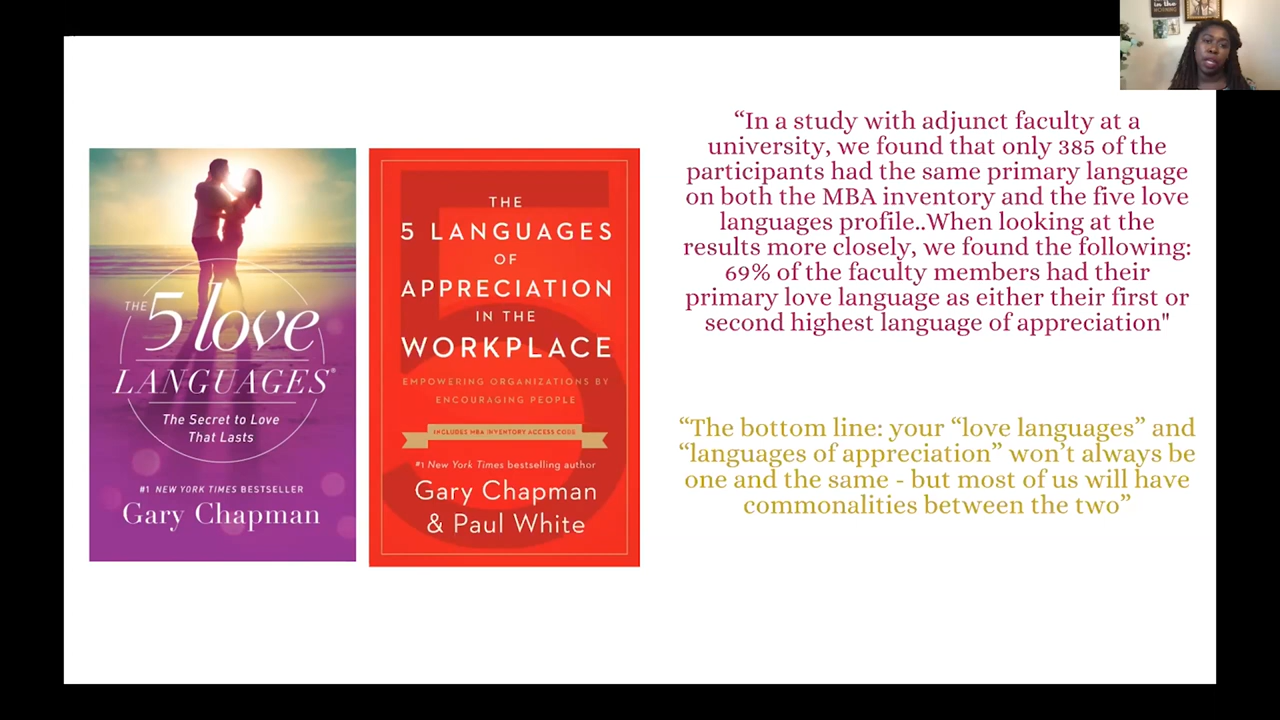 in the
MORNING
THE
5 love
LANGUAGES®
The Secret to Love
That Lasts
#1 NEW YORK TIMES BESTSELLER
Gary Chapman
THE
5 LANGUAGES
OF
APPRECIATION
IN THE
WORKPLACE
EMPOWERING ORGANIZATIONS BY
ENCOURAGING PEOPLE
INCLUDES MBA INVENTORY ACCESS CODE
#1 New York Times bestselling author
Gary Chapman
& Paul White
“In a study with adjunct faculty at a
university, we found that only 385 of the
participants had the same primary language
on both the MBA inventory and the five love
languages profile..When looking at the
results more closely, we found the following:
69% of the faculty members had their
primary love language as either their first or
second highest language of appreciation"
“The bottom line: your “love languages” and
“languages of appreciation” won’t always be
one and the same - but most of us will have
commonalities between the two”